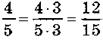 4/5 = 4 · 3/5 · 3 = 12/15